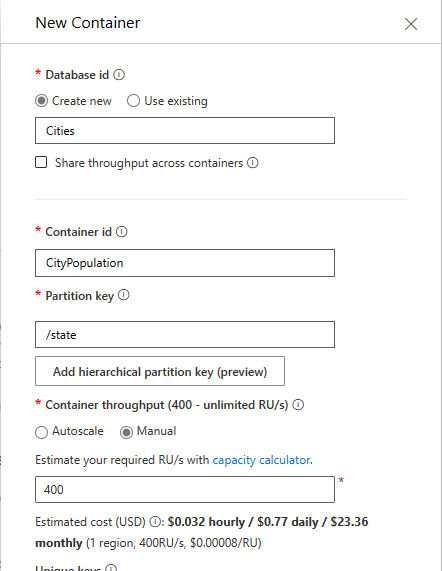 New Container
* Database id
Create new Use existing
Cities
Share throughput across containers
* Container id
CityPopulation
* Partition key
/state
Add hierarchical partition key (preview)
* Container throughput (400 - unlimited RU/s)
Autoscale Manual
Estimate your required RU/s with capacity calculator.
400 *
Estimated cost (USD) : $0.032 hourly / $0.77 daily / $23.36
monthly (1 region, 400RU/s, $0.00008/RU)
Unique keys